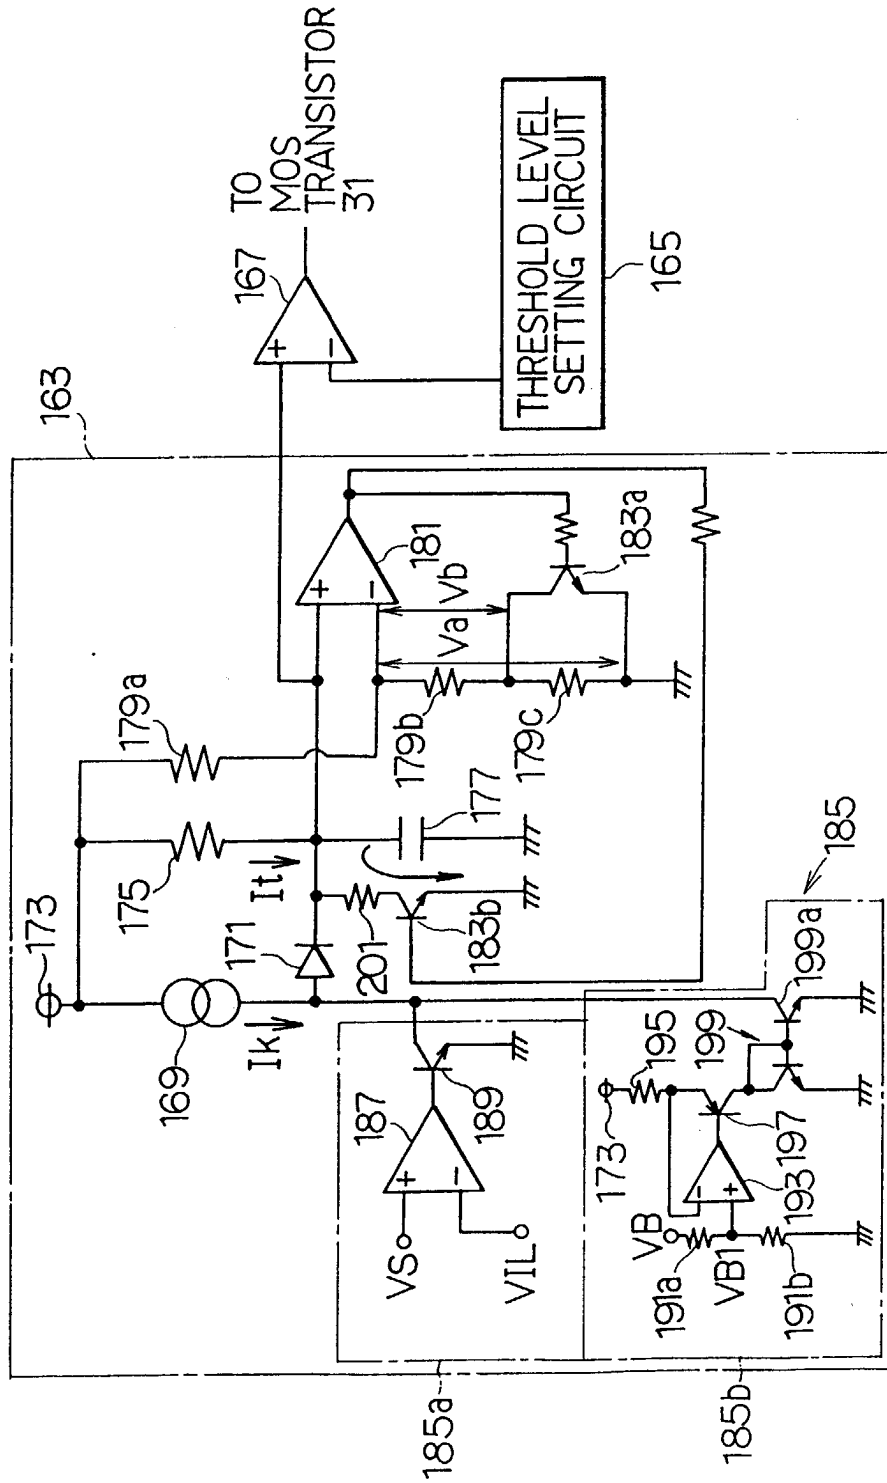 163
173
169
Ik
171
175
It
179a
167
+
−
TO
MOS
TRANSISTOR
31
THRESHOLD LEVEL
SETTING CIRCUIT
165
181
+
−
Va
Vb
179b
179c
183a
177
201
183b
185a
187
+
−
VS
VIL
189
185
185b
173
195
199
199a
VB
191a
VB1
191b
193
−
+
197